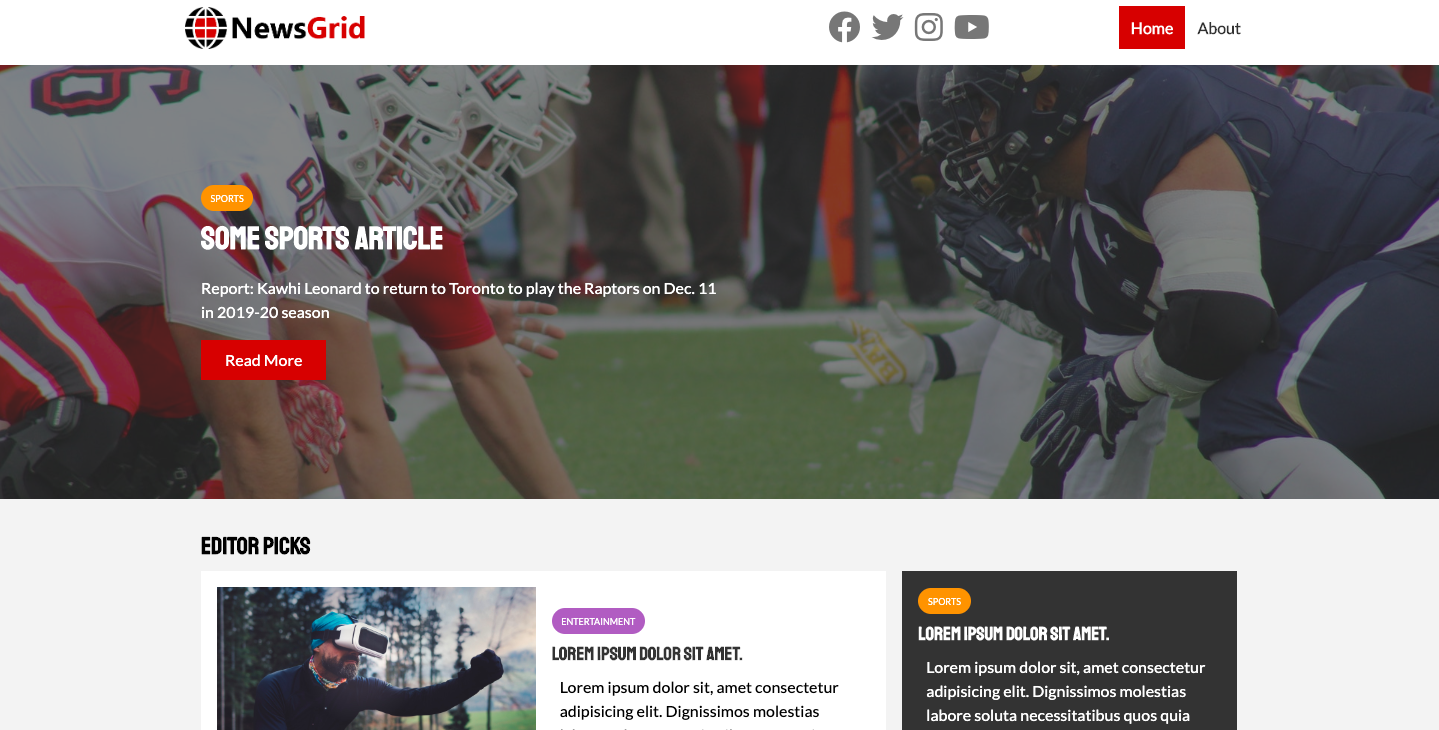 NewsGrid
Home About
SPORTS
SOME SPORTS ARTICLE
Report: Kawhi Leonard to return to Toronto to play the Raptors on Dec. 11
in 2019-20 season
Read More
EDITOR PICKS
ENTERTAINMENT
LOREM IPSUM DOLOR SIT AMET.
Lorem ipsum dolor sit, amet consectetur
adipisicing elit. Dignissimos molestias
SPORTS
LOREM IPSUM DOLOR SIT AMET.
Lorem ipsum dolor sit, amet consectetur
adipisicing elit. Dignissimos molestias
labore soluta necessitatibus quos quia